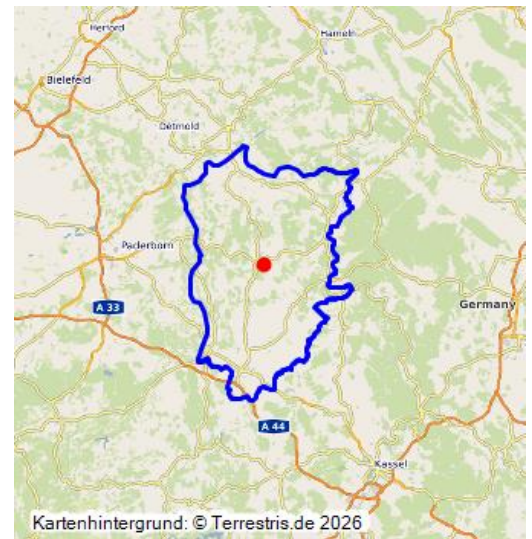 Herford
Hameln
Bielefeld
Detmold
Paderborn
A 33
Germany
A 44
Kassel
Kartenhintergrund: © Terrestris.de 2026